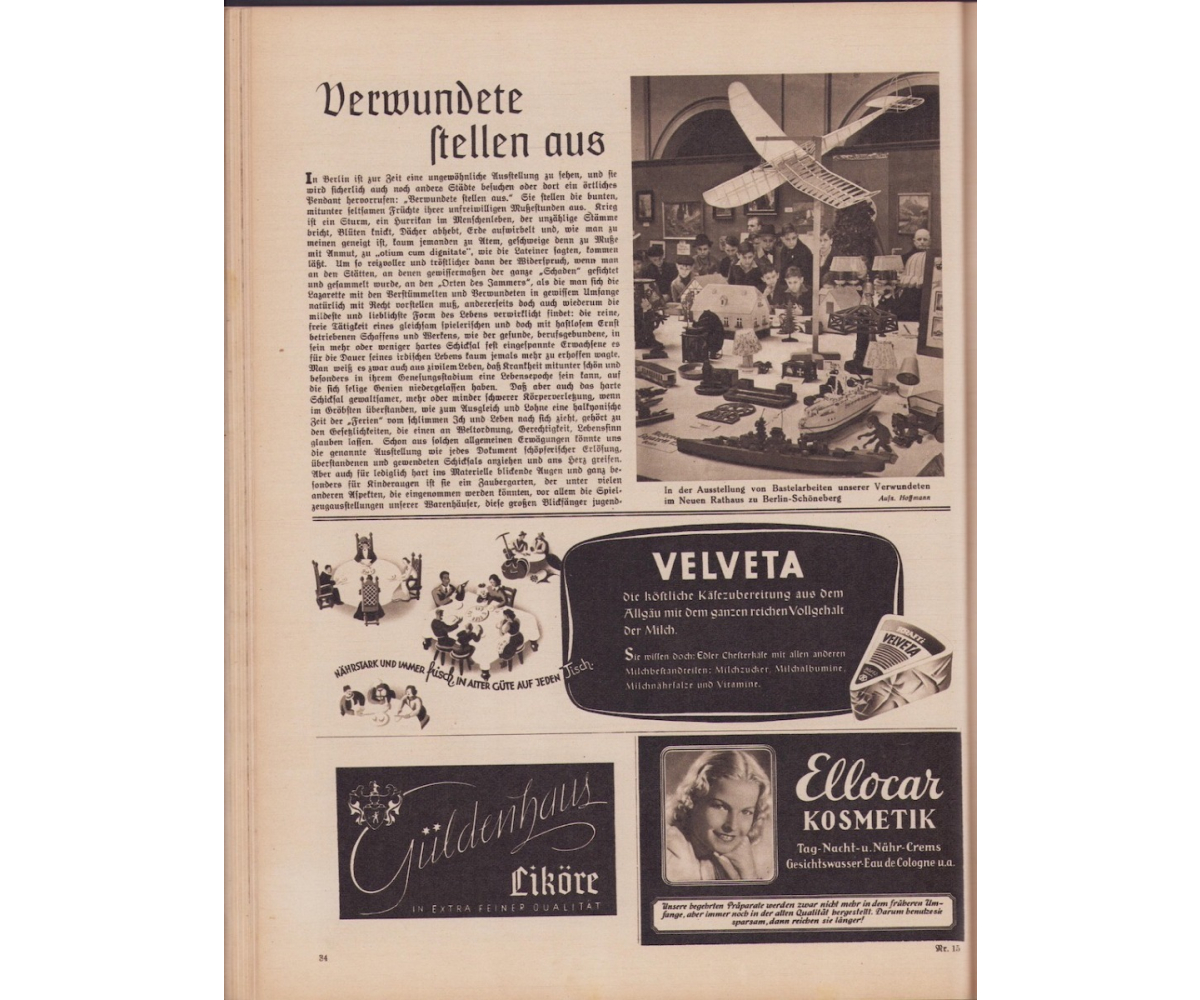 Verwundete
stellen aus
In Berlin ist zur Zeit eine ungewöhnliche Ausstellung zu sehen, und sie
wird sicherlich auch noch andere Städte besuchen oder dort ein örtliches
Pendant hervorrufen: „Verwundete stellen aus.“ Sie stellen die bunten,
mitunter seltsamen Früchte ihrer unfreiwilligen Mußestunden aus. Krieg
ist ein Sturm, ein Hurrikan im Menschenleben, der unzählige Stämme
bricht, Blüten knickt, Dächer abhebt, Erde aufwirbelt und, wie man zu
meinen geneigt ist, kaum jemanden zu Atem, geschweige denn zu Muße
mit Anmut, zu „otium cum dignitate“, wie die Lateiner sagten, kommen
läßt. Um so reizvoller und tröstlicher dann der Widerspruch, wenn man
an den Stätten, an denen gewissermaßen der ganze „Schaden“ gesichtet
und gesammelt wurde, an den „Orten des Jammers“, als die man sich die
Lazarette mit den Verstümmelten und Verwundeten in gewissem Umfange
natürlich mit Recht vorstellen muß, andererseits doch auch wiederum die
mildeste und lieblichste Form des Lebens verwirklicht findet: die reine,
freie Tätigkeit eines gleichsam spielerischen und doch mit hastlosem Ernst
betriebenen Schaffens und Werkens, wie der gesunde, berufsgebundene, in
sein mehr oder weniger hartes Schicksal fest eingespannte Erwachsene es
für die Dauer seines irdischen Lebens kaum jemals mehr zu erhoffen wagte.
Man weiß es zwar auch aus zivilem Leben, daß Krankheit mitunter schön und
besonders in ihrem Genesungsstadium eine Lebensepoche sein kann, auf
die sich selige Genien niedergelassen haben. Daß aber auch das harte
Schicksal gewaltsamer, mehr oder minder schwerer Körperverletzung, wenn
im Gröbsten überstanden, wie zum Ausgleich und Lohne eine halkyonische
Zeit der „Ferien“ vom schlimmen Ich und Leben nach sich zieht, gehört zu
den Gesetzlichkeiten, die einen an Weltordnung, Gerechtigkeit, Lebenssinn
glauben lassen. Schon aus solchen allgemeinen Erwägungen könnte uns
die genannte Ausstellung wie jedes Dokument schöpferischer Erlösung,
überstandenen und gewendeten Schicksals anziehen und ans Herz greifen.
Aber auch für lediglich hart ins Materielle blickende Augen und ganz be-
sonders für Kinderaugen ist sie ein Zaubergarten, der unter vielen
anderen Aspekten, die eingenommen werden könnten, vor allem die Spiel-
zeugausstellungen unserer Warenhäuser, diese großen Blickfänger jugend-
In der Ausstellung von Bastelarbeiten unserer Verwundeten
im Neuen Rathaus zu Berlin-Schöneberg Aufn. Hoffmann
NÄHRSTARK UND IMMER frisch, IN ALTER GÜTE AUF JEDEN Tisch.
VELVETA
die köstliche Käsezubereitung aus dem
Allgäu mit dem ganzen reichen Vollgehalt
der Milch.
Sie wissen doch: Edler Chesterkäse mit allen anderen
Milchbestandteilen: Milchzucker, Milchalbumine,
Milchnährsalze und Vitamine.
KRAFT
VELVETA
Güldenhaus
Liköre
IN EXTRA FEINER QUALITÄT
Ellocar
KOSMETIK
Tag-Nacht-u. Nähr-Crems
Gesichtswasser-Eau de Cologne u.a.
Unsere begehrten Präparate werden zwar nicht mehr in dem früheren Um-
fange, aber immer noch in der alten Qualität hergestellt. Darum benutze sie
sparsam, dann reichen sie länger!
34
Nr. 15